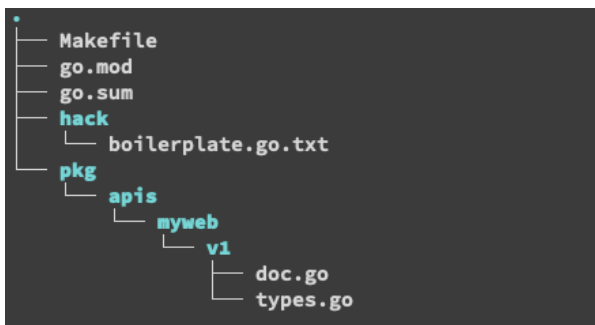 .
Makefile
go.mod
go.sum
hack
boilerplate.go.txt
pkg
apis
myweb
v1
doc.go
types.go